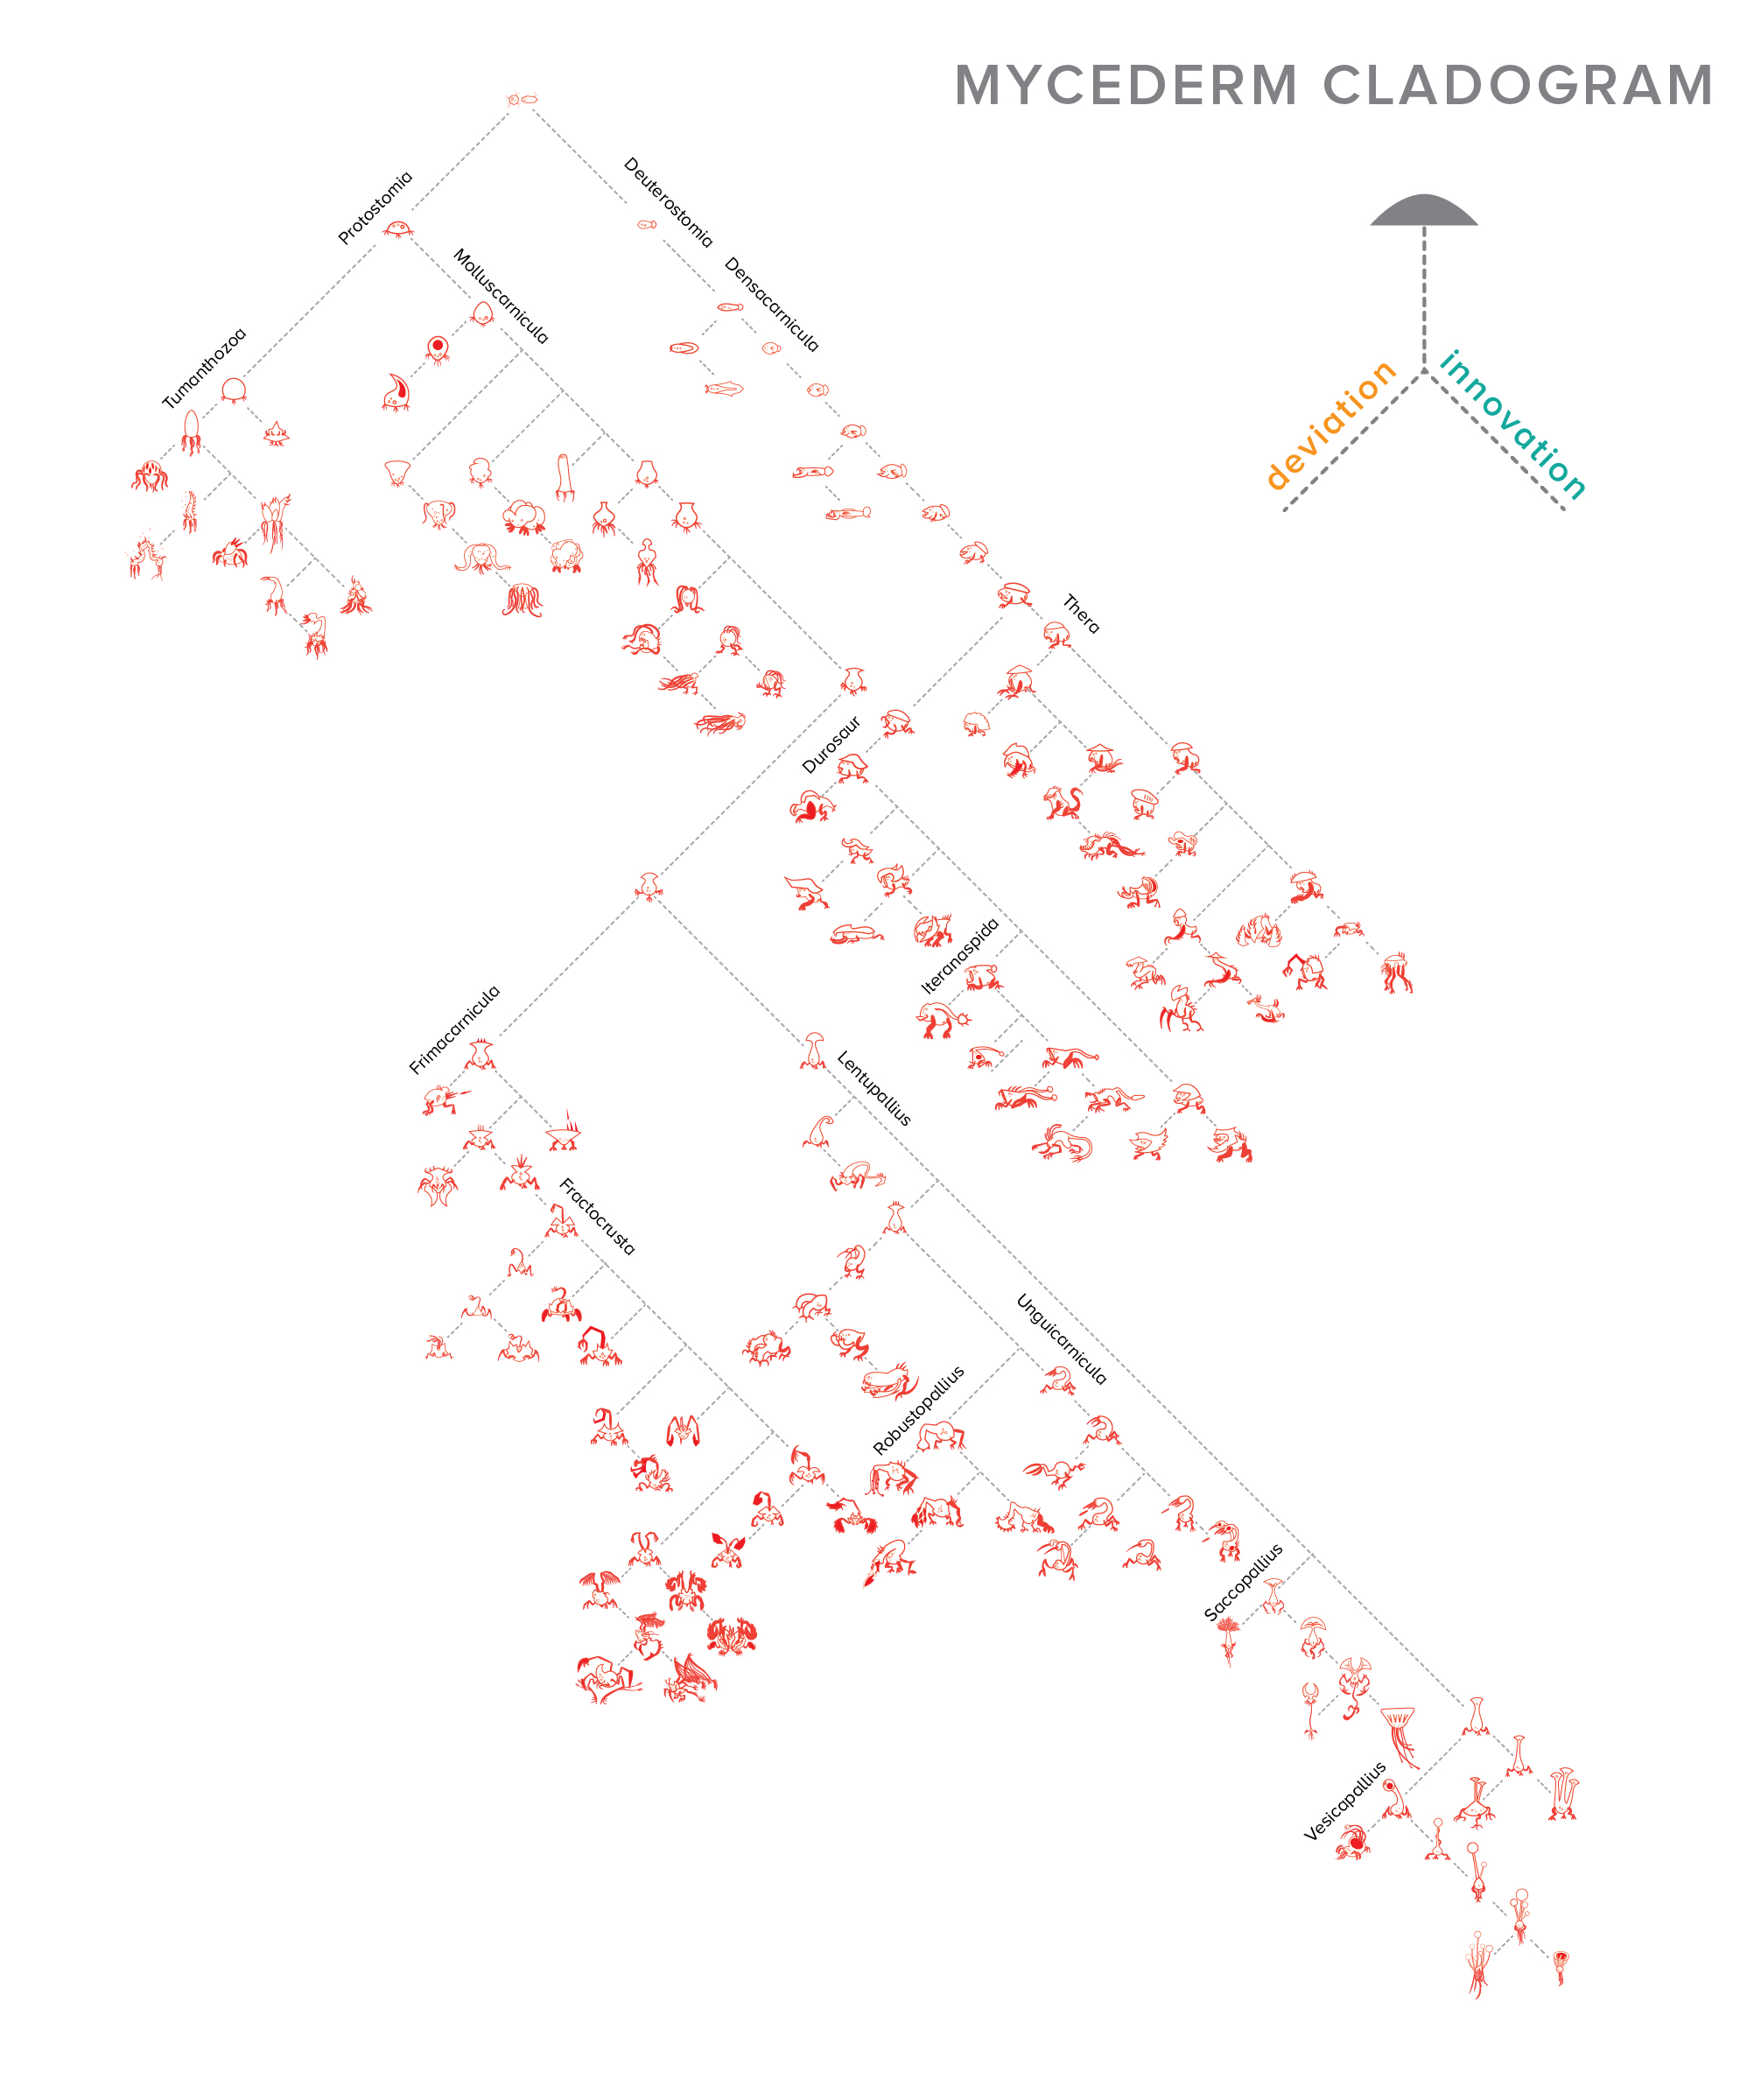 MYCEDERM CLADOGRAM
Protostomia
Deuterostomia
Molluscarnicula
Densacarnicula
Tumanthozoa
deviation
innovation
Thera
Durosaur
Iteranaspida
Frimacarnicula
Lentupallius
Fractocrusta
Unguicarnicula
Robustopallius
Saccopallius
Vesicapallius